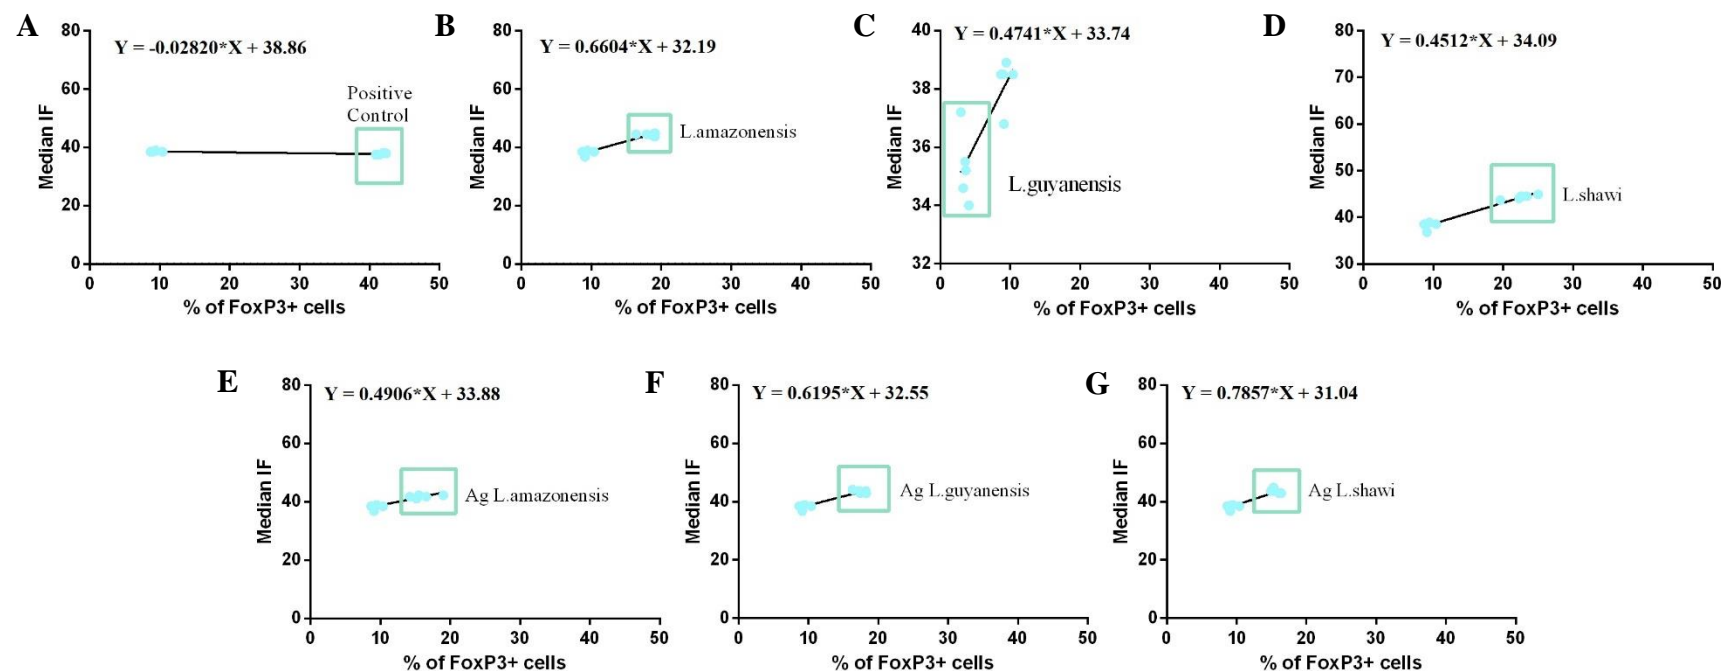 A
Y = -0.02820*X + 38.86
80
60
40
20
0
Median IF
Positive
Control
0 10 20 30 40 50
% of FoxP3+ cells
B
Y = 0.6604*X + 32.19
80
60
40
20
0
Median IF
L.amazonensis
0 10 20 30 40 50
% of FoxP3+ cells
C
Y = 0.4741*X + 33.74
40
38
36
34
32
Median IF
L.guyanensis
0 10 20 30 40 50
% of FoxP3+ cells
D
Y = 0.4512*X + 34.09
80
70
60
50
40
30
Median IF
L.shawi
0 10 20 30 40 50
% of FoxP3+ cells
E
Y = 0.4906*X + 33.88
80
60
40
20
0
Median IF
Ag L.amazonensis
0 10 20 30 40 50
% of FoxP3+ cells
F
Y = 0.6195*X + 32.55
80
60
40
20
0
Median IF
Ag L.guyanensis
0 10 20 30 40 50
% of FoxP3+ cells
G
Y = 0.7857*X + 31.04
80
60
40
20
0
Median IF
Ag L.shawi
0 10 20 30 40 50
% of FoxP3+ cells